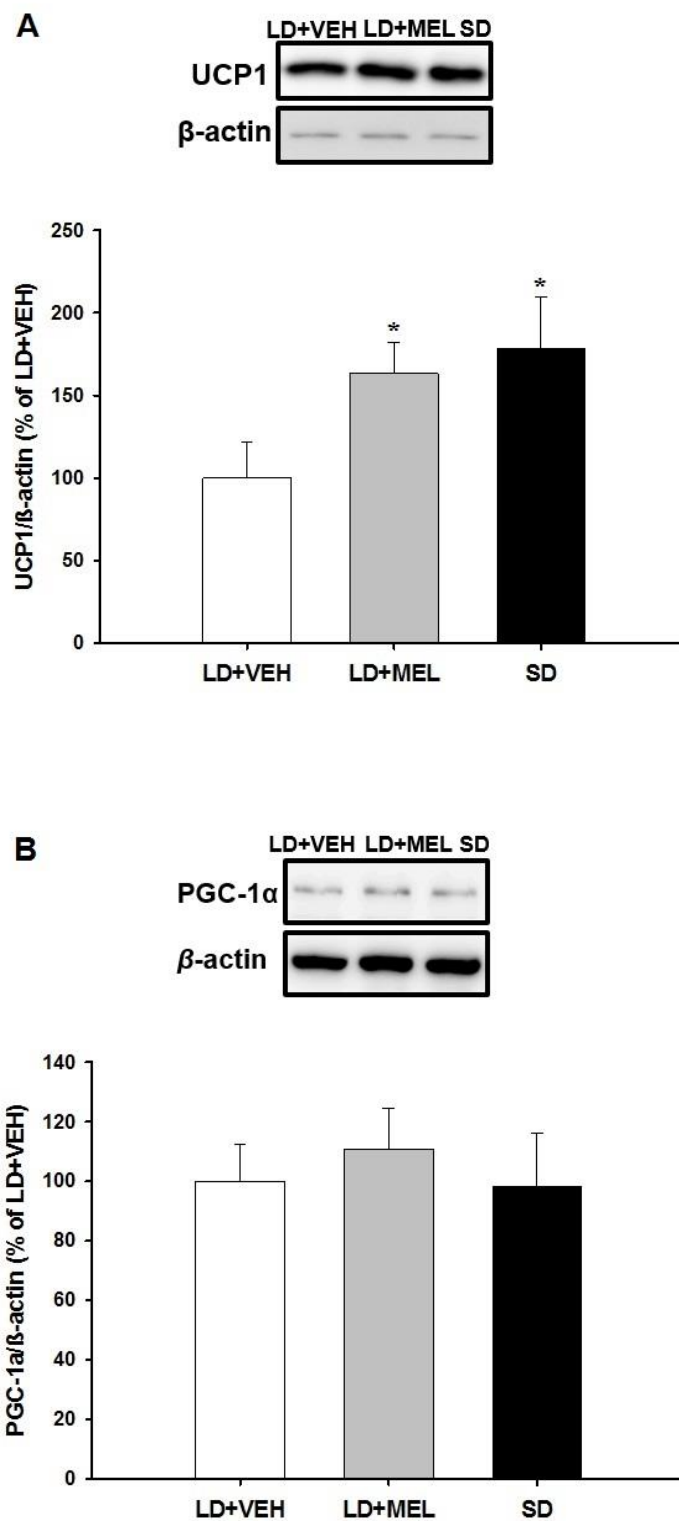 A
LD+VEH LD+MEL SD
UCP1
β-actin
UCP1/ß-actin (% of LD+VEH)
250
200
150
100
50
0
*
*
LD+VEH LD+MEL SD
B
LD+VEH LD+MEL SD
PGC-1α
β-actin
PGC-1a/ß-actin (% of LD+VEH)
140
120
100
80
60
40
20
0
LD+VEH LD+MEL SD